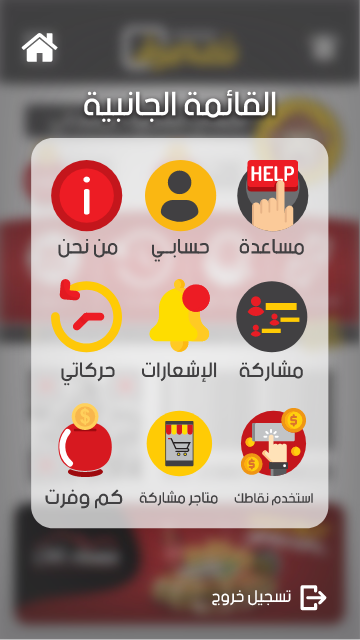 القائمة الجانبية
HELP
مساعدة
حسابي
من نحن
مشاركة
الإشعارات
حركاتي
استخدم نقاطك
متاجر مشاركة
كم وفرت
تسجيل خروج